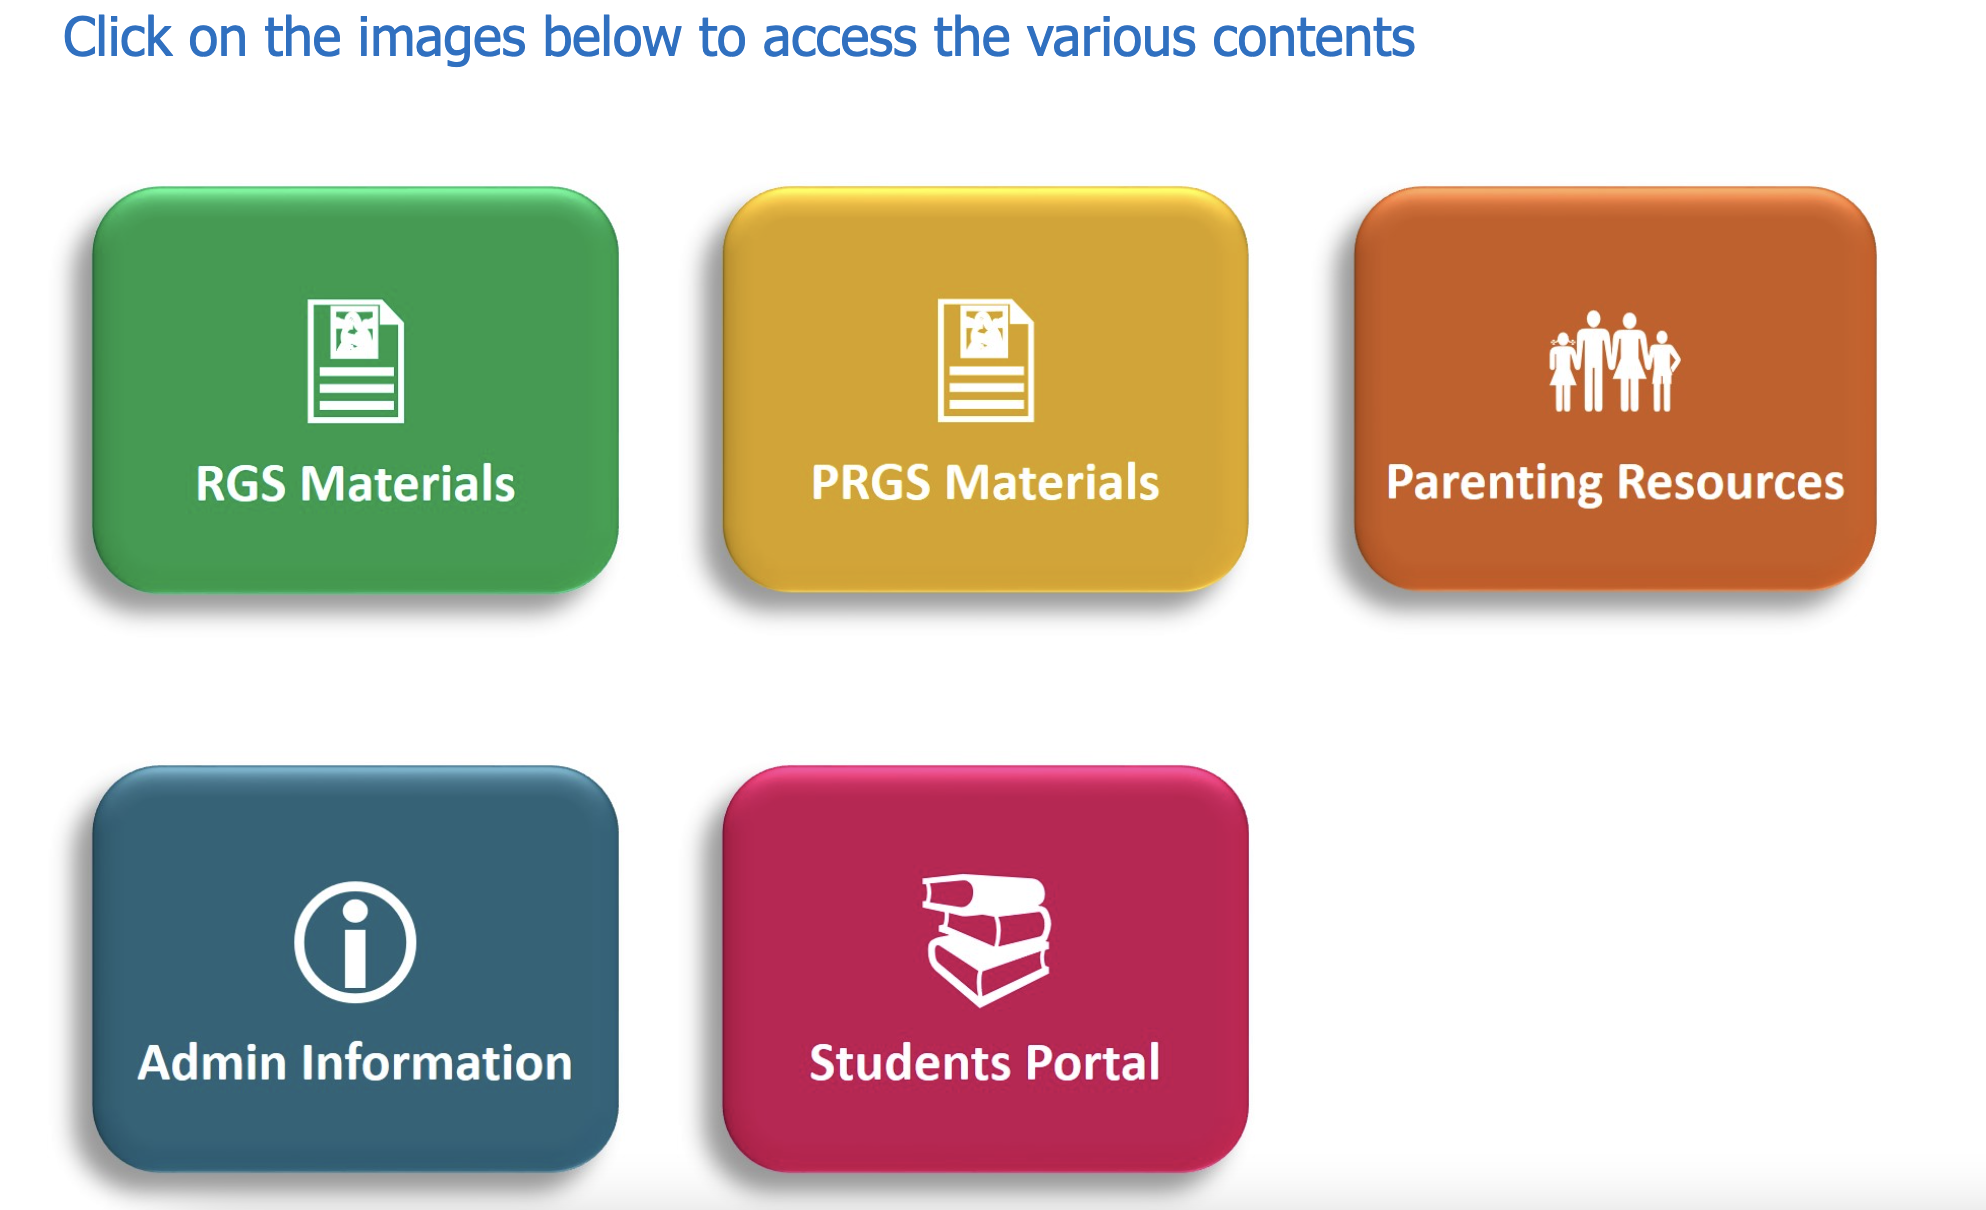 Click on the images below to access the various contents
RGS Materials
PRGS Materials
Parenting Resources
Admin Information
Students Portal